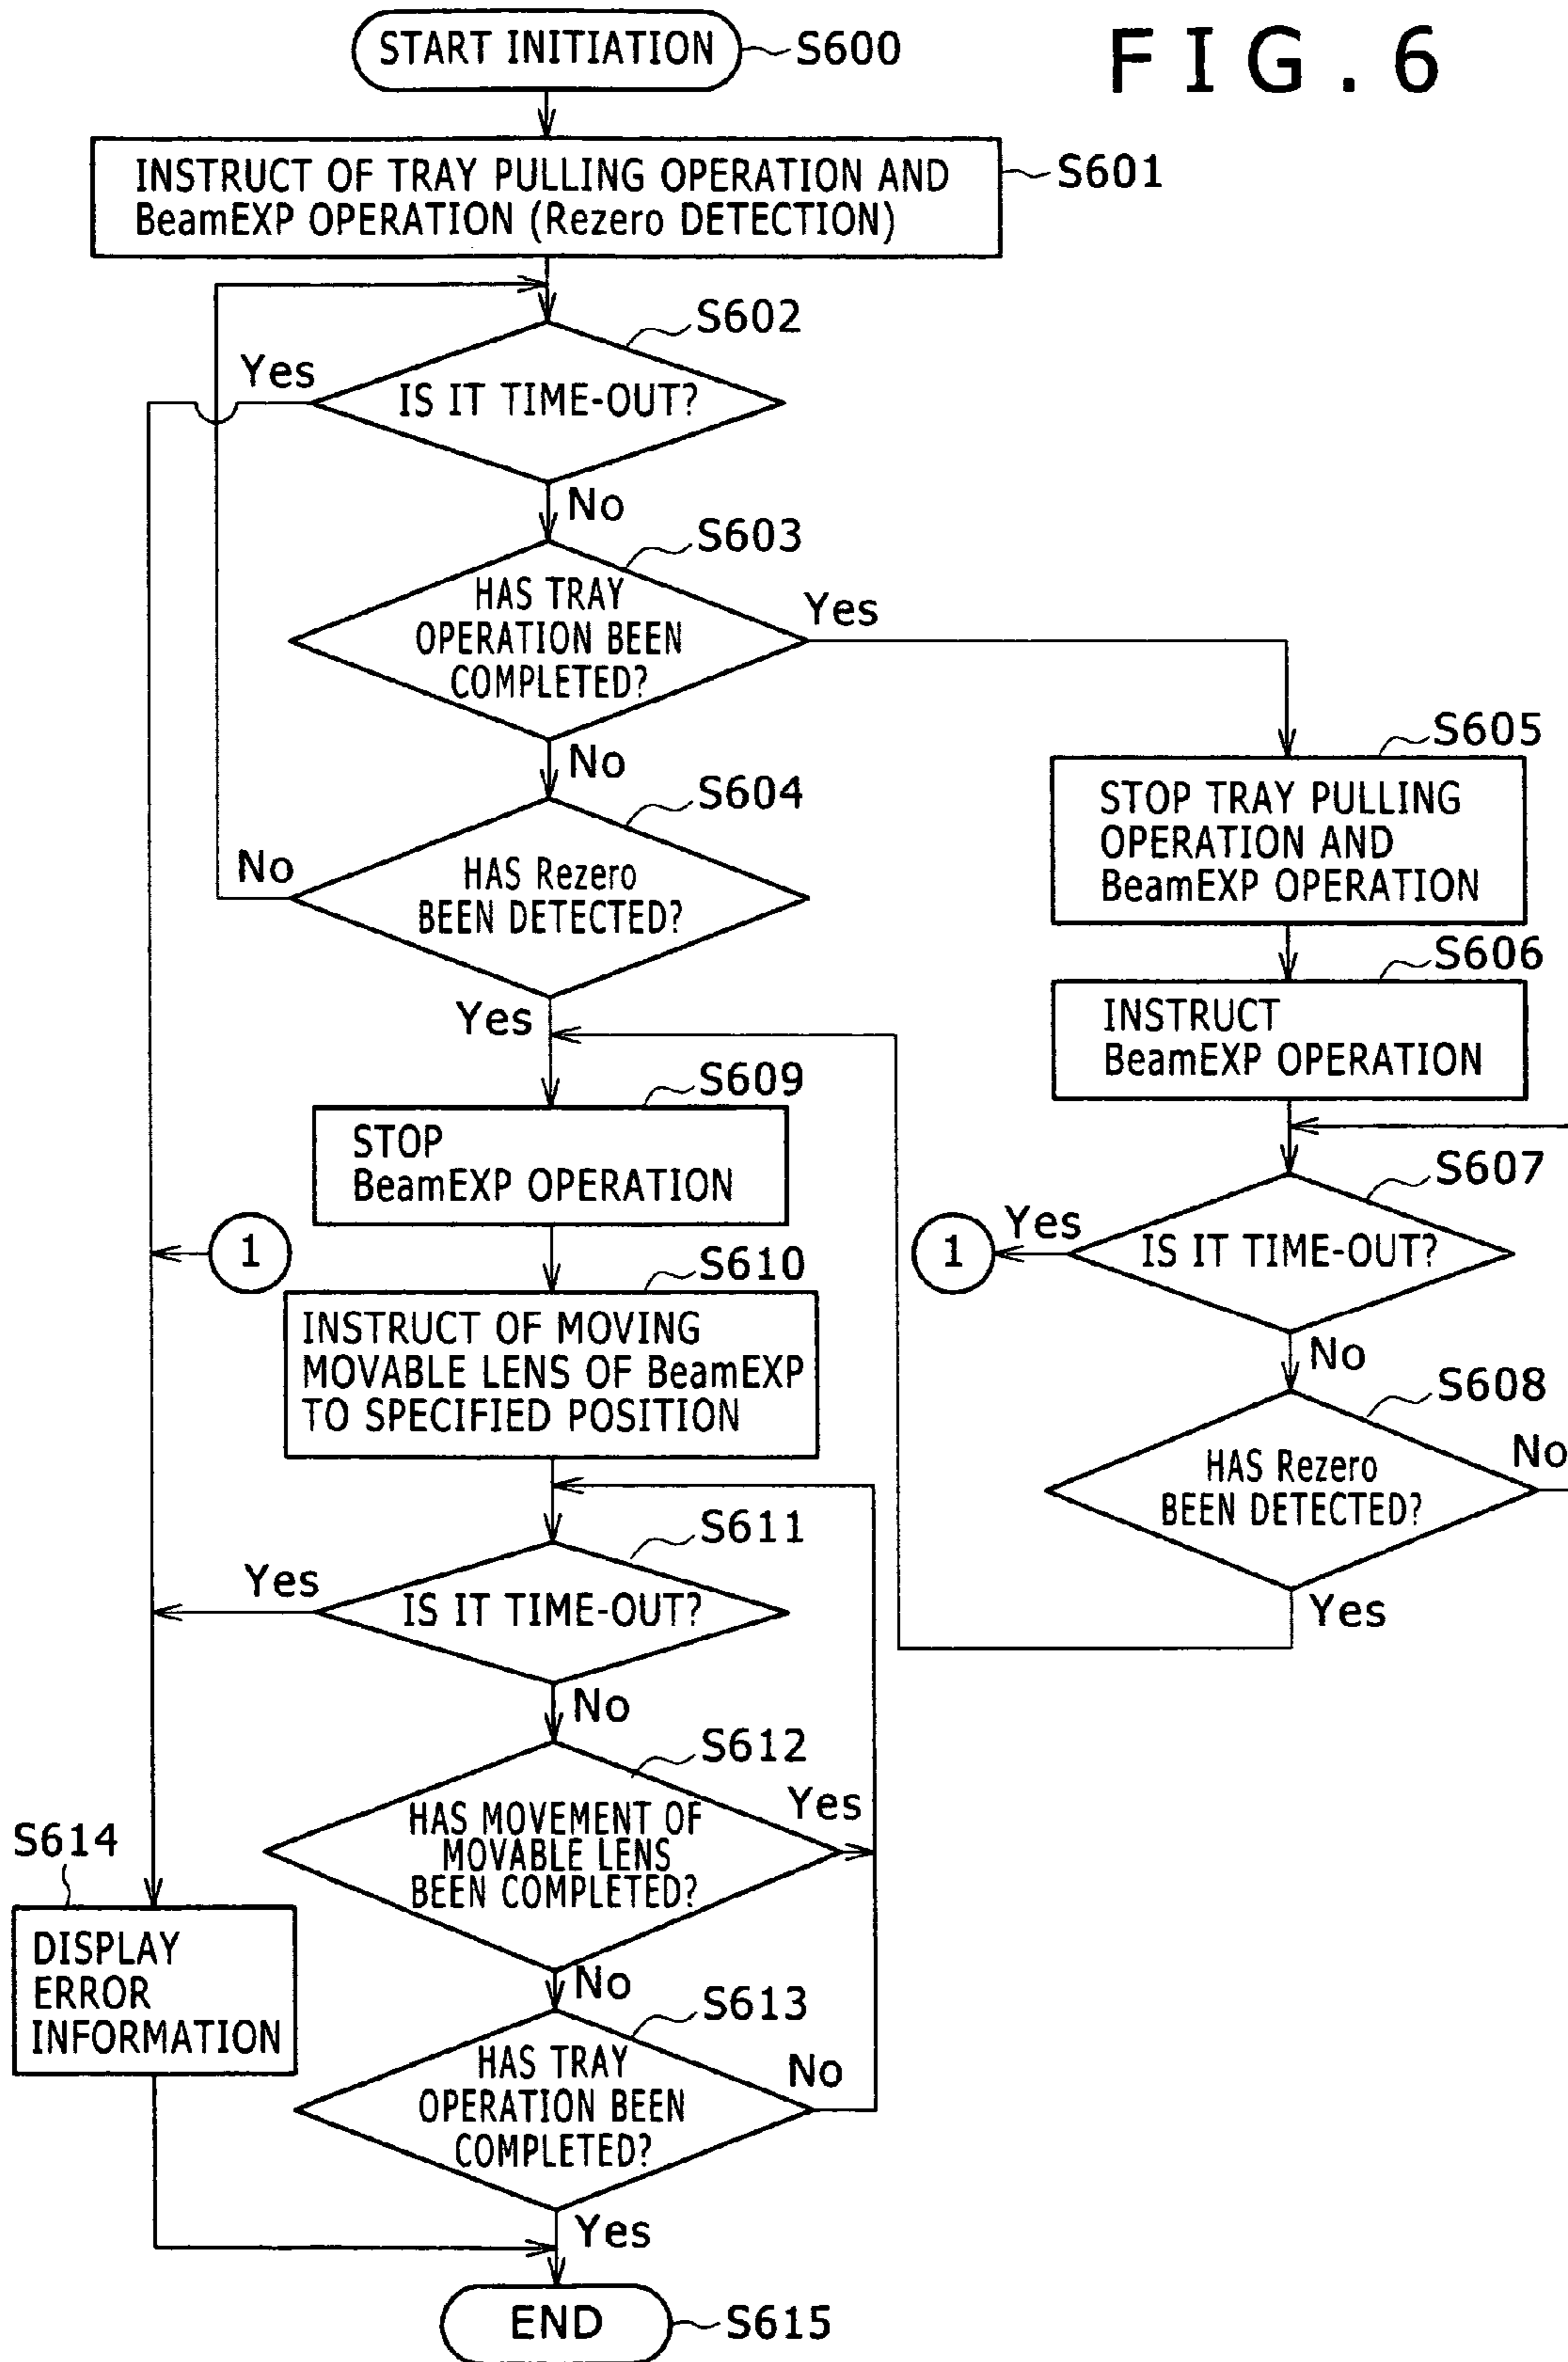 FIG.6
START INITIATION
S600
INSTRUCT OF TRAY PULLING OPERATION AND
BeamEXP OPERATION (Rezero DETECTION)
S601
S602
Yes
IS IT TIME-OUT?
No
S603
HAS TRAY
OPERATION BEEN
COMPLETED?
Yes
No
S604
HAS Rezero
BEEN DETECTED?
No
Yes
S605
STOP TRAY PULLING
OPERATION AND
BeamEXP OPERATION
S606
INSTRUCT
BeamEXP OPERATION
S607
IS IT TIME-OUT?
Yes
1
No
S608
HAS Rezero
BEEN DETECTED?
No
Yes
S609
STOP
BeamEXP OPERATION
1
S610
INSTRUCT OF MOVING
MOVABLE LENS OF BeamEXP
TO SPECIFIED POSITION
S611
Yes
IS IT TIME-OUT?
No
S612
HAS MOVEMENT OF
MOVABLE LENS
BEEN COMPLETED?
Yes
No
S613
HAS TRAY
OPERATION BEEN
COMPLETED?
No
Yes
S614
DISPLAY
ERROR
INFORMATION
END
S615